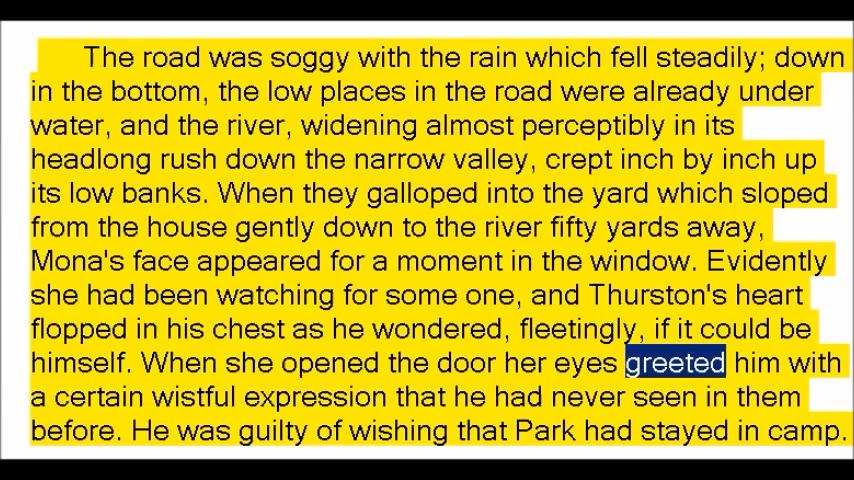 The road was soggy with the rain which fell steadily; down
in the bottom, the low places in the road were already under
water, and the river, widening almost perceptibly in its
headlong rush down the narrow valley, crept inch by inch up
its low banks. When they galloped into the yard which sloped
from the house gently down to the river fifty yards away,
Mona's face appeared for a moment in the window. Evidently
she had been watching for some one, and Thurston's heart
flopped in his chest as he wondered, fleetingly, if it could be
himself. When she opened the door her eyes greeted him with
a certain wistful expression that he had never seen in them
before. He was guilty of wishing that Park had stayed in camp.